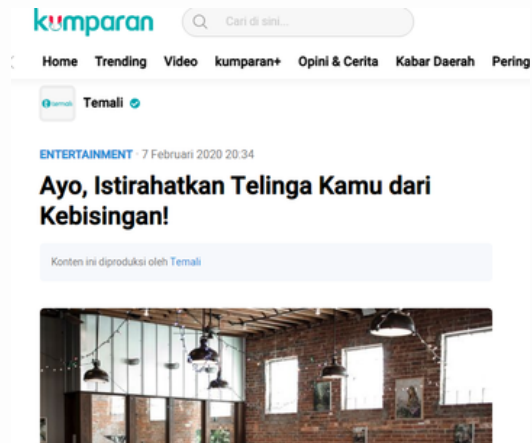 kumparan
Cari di sini...
Home Trending Video kumparan+ Opini & Cerita Kabar Daerah Pering
temali Temali
ENTERTAINMENT · 7 Februari 2020 20:34
Ayo, Istirahatkan Telinga Kamu dari
Kebisingan!
Konten ini diproduksi oleh Temali